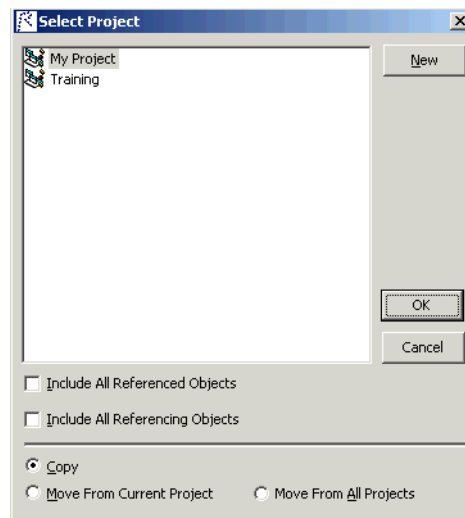 Select Project
My Project
Training
New
OK
Cancel
Include All Referenced Objects
Include All Referencing Objects
Copy
Move From Current Project
Move From All Projects